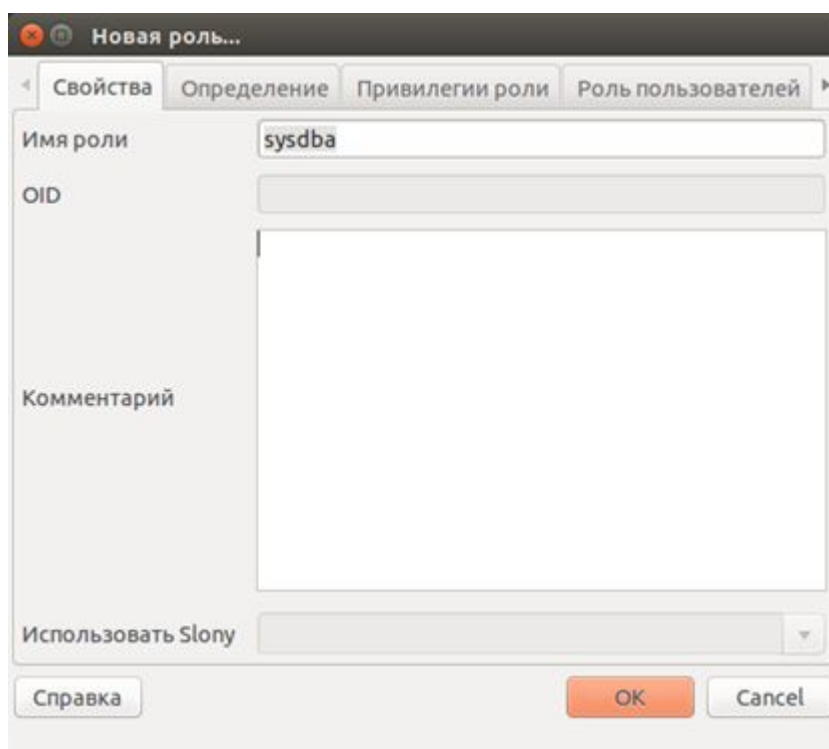 Новая роль...
Свойства Определение Привилегии роли Роль пользователей
Имя роли sysdba
OID
Комментарий
Использовать Slony
Справка OK Cancel